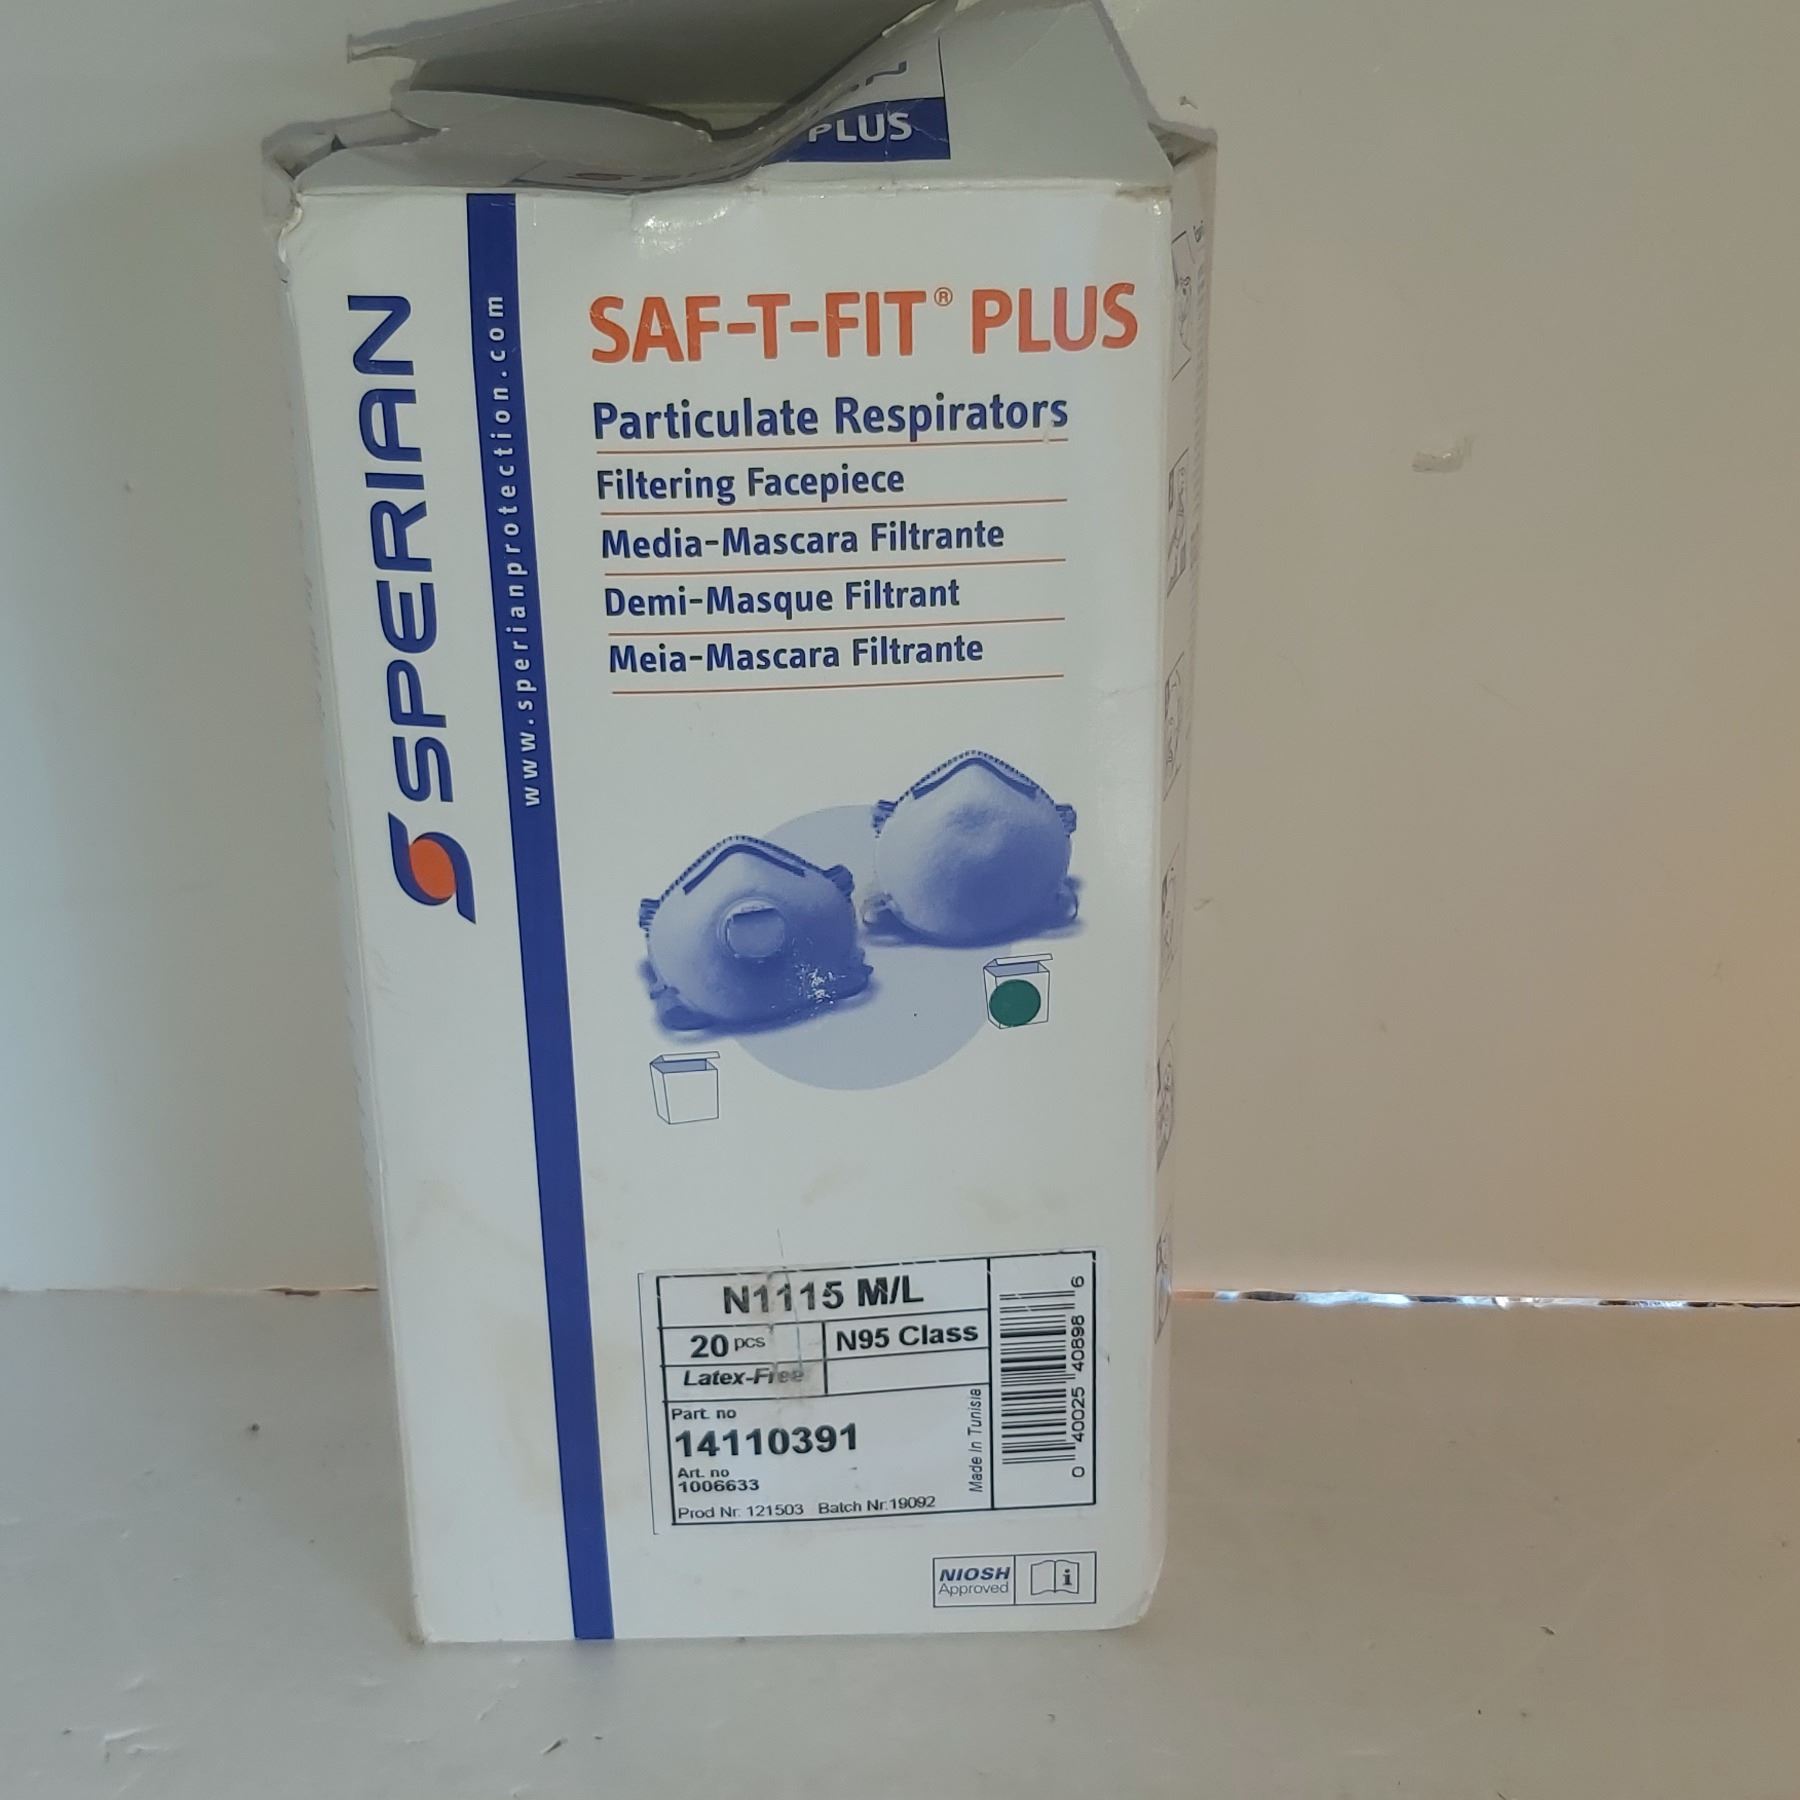 PLUS
SPERIAN
www.sperianprotection.com
SAF-T-FIT® PLUS
Particulate Respirators
Filtering Facepiece
Media-Mascara Filtrante
Demi-Masque Filtrant
Meia-Mascara Filtrante
N1115 M/L
20 pcs
N95 Class
Latex-Free
Part. no
14110391
Art. no
1006633
Prod Nr. 121503 Batch Nr.19092
Made in Tunisia
0 40025 40898 6
NIOSH
Approved
i